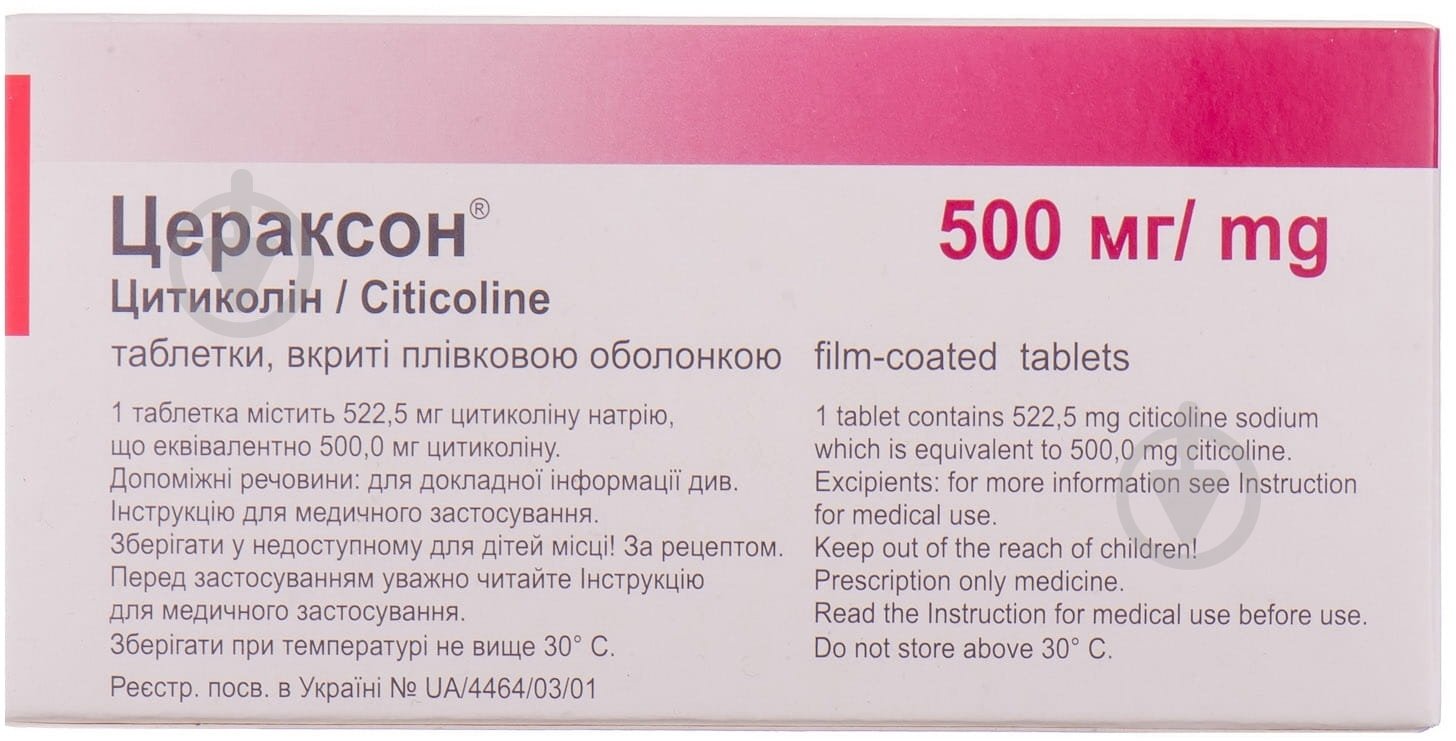 Цераксон®
500 мг/ mg
Цитиколін / Citicoline
таблетки, вкриті плівковою оболонкою film-coated tablets
1 таблетка містить 522,5 мг цитиколіну натрію,
що еквівалентно 500,0 мг цитиколіну.
Допоміжні речовини: для докладної інформації див.
Інструкцію для медичного застосування.
Зберігати у недоступному для дітей місці! За рецептом.
Перед застосуванням уважно читайте Інструкцію
для медичного застосування.
Зберігати при температурі не вище 30° С.
Реєстр. посв. в Україні № UA/4464/03/01
1 tablet contains 522,5 mg citicoline sodium
which is equivalent to 500,0 mg citicoline.
Excipients: for more information see Instruction
for medical use.
Keep out of the reach of children!
Prescription only medicine.
Read the Instruction for medical use before use.
Do not store above 30° C.